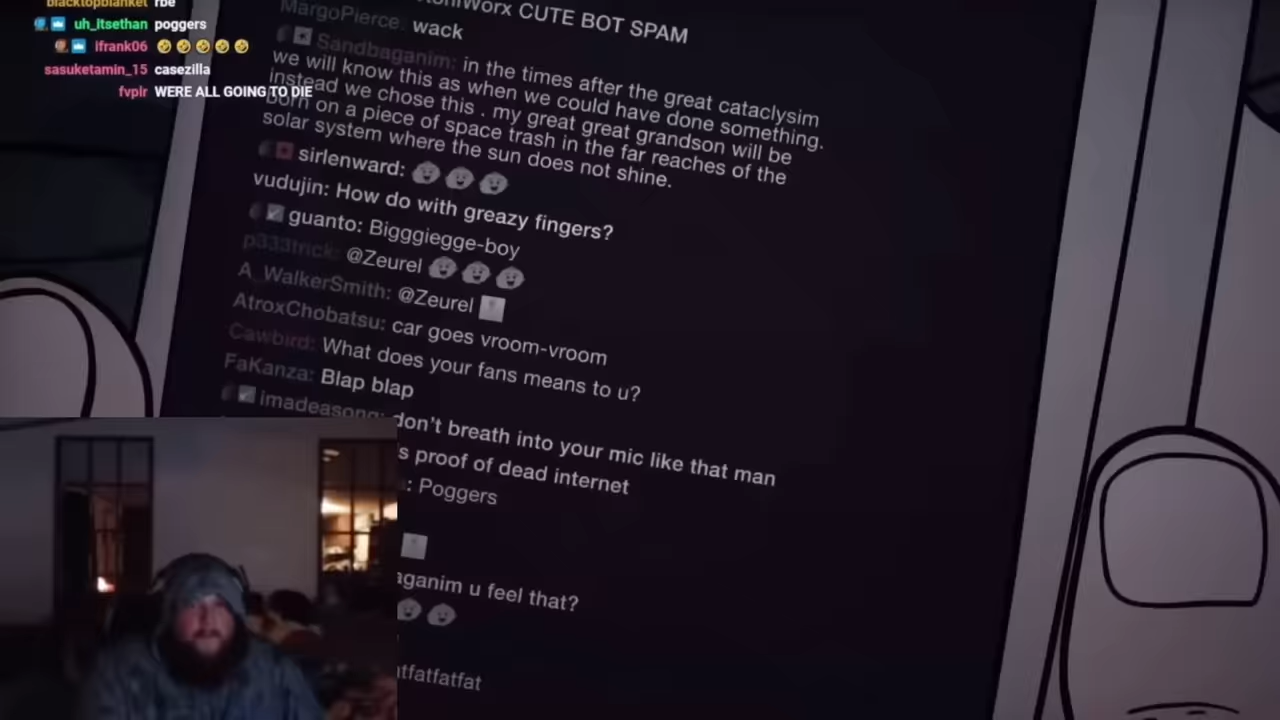 blacktopblanket rbe
uh_itsethan poggers
ifrank06
sasuketamin_15 casezilla
fvplr WERE ALL GOING TO DIE
CUTE BOT SPAM
MargoPierce: wack
Sandbaganim: in the times after the great cataclysim
we will know this as when we could have done something.
instead we chose this . my great great grandson will be
born on a piece of space trash in the far reaches of the
solar system where the sun does not shine.
sirlenward:
vudujin: How do with greazy fingers?
guanto: Bigggiegge-boy
p333trick: @Zeurel
A_WalkerSmith: @Zeurel
AtroxChobatsu: car goes vroom-vroom
Cawbird: What does your fans means to u?
FaKanza: Blap blap
imadeasong: don't breath into your mic like that man
s proof of dead internet
: Poggers
aganim u feel that?
tfatfatfat